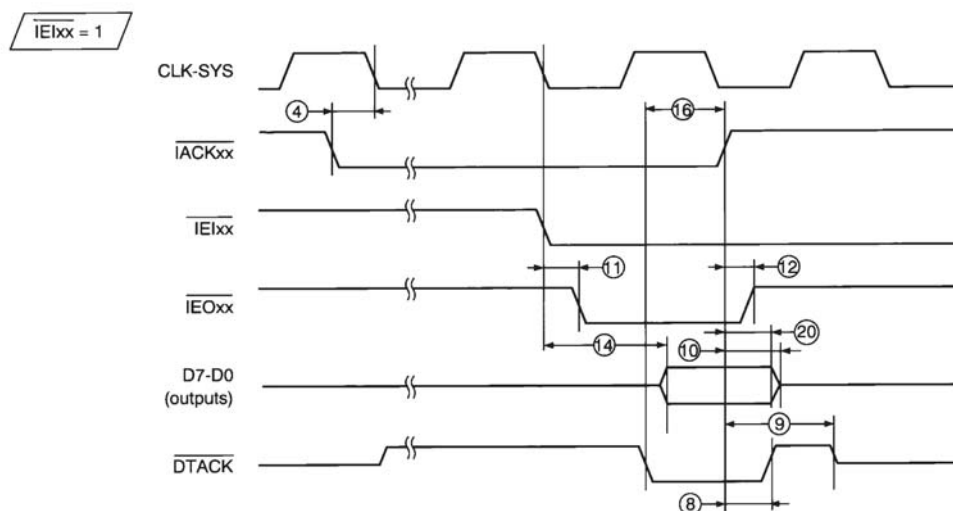 IEIxx = 1
CLK-SYS
4
16
IACKxx
IEIxx
11
12
IEOxx
20
14
10
D7-D0
(outputs)
9
DTACK
8